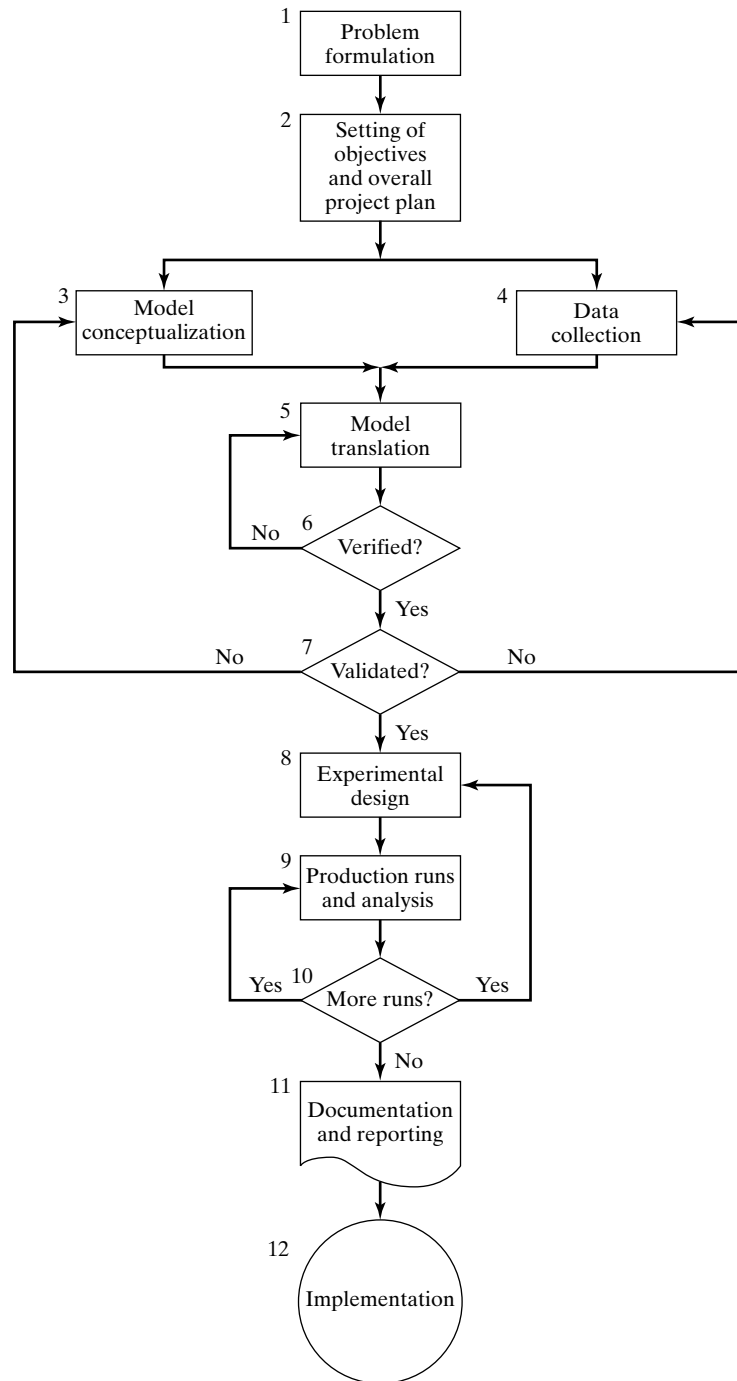 1
Problem
formulation
2
Setting of
objectives
and overall
project plan
3
Model
conceptualization
4
Data
collection
5
Model
translation
6
No
Verified?
Yes
7
No
Validated?
No
Yes
8
Experimental
design
9
Production runs
and analysis
10
Yes
More runs?
Yes
No
11
Documentation
and reporting
12
Implementation